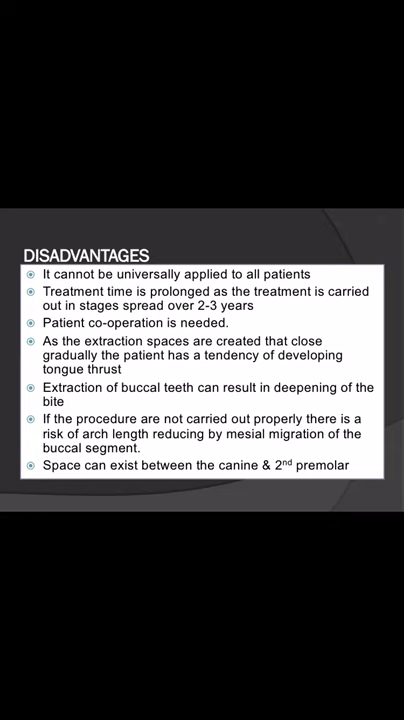 DISADVANTAGES
It cannot be universally applied to all patients
Treatment time is prolonged as the treatment is carried
out in stages spread over 2-3 years
Patient co-operation is needed.
As the extraction spaces are created that close
gradually the patient has a tendency of developing
tongue thrust
Extraction of buccal teeth can result in deepening of the
bite
If the procedure are not carried out properly there is a
risk of arch length reducing by mesial migration of the
buccal segment.
Space can exist between the canine & 2nd premolar